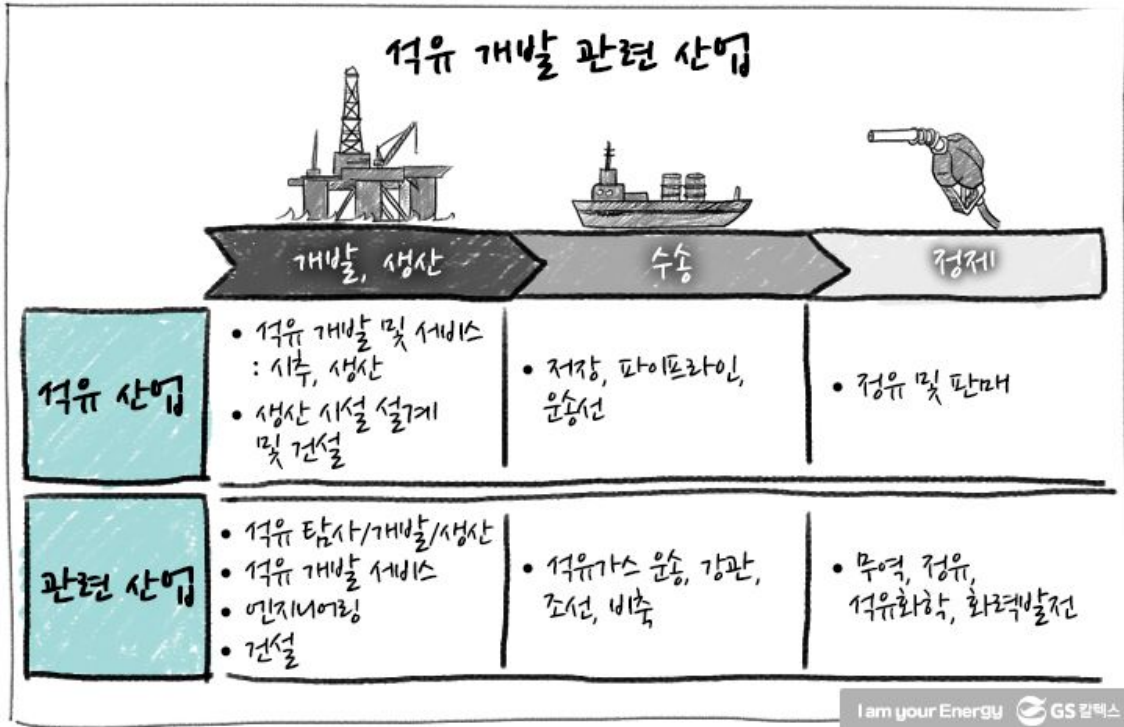 석유 개발 관련 산업
개발, 생산
수송
정제
석유 산업
• 석유 개발 및 서비스
: 시추, 생산
• 생산 시설 설계
및 건설
• 저장, 파이프라인,
운송선
• 정유 및 판매
관련 산업
• 석유 탐사/개발/생산
• 석유 개발 서비스
• 엔지니어링
• 건설
• 석유가스 운송, 강관,
조선, 비축
• 무역, 정유,
석유화학, 화력발전
I am your Energy GS 칼텍스